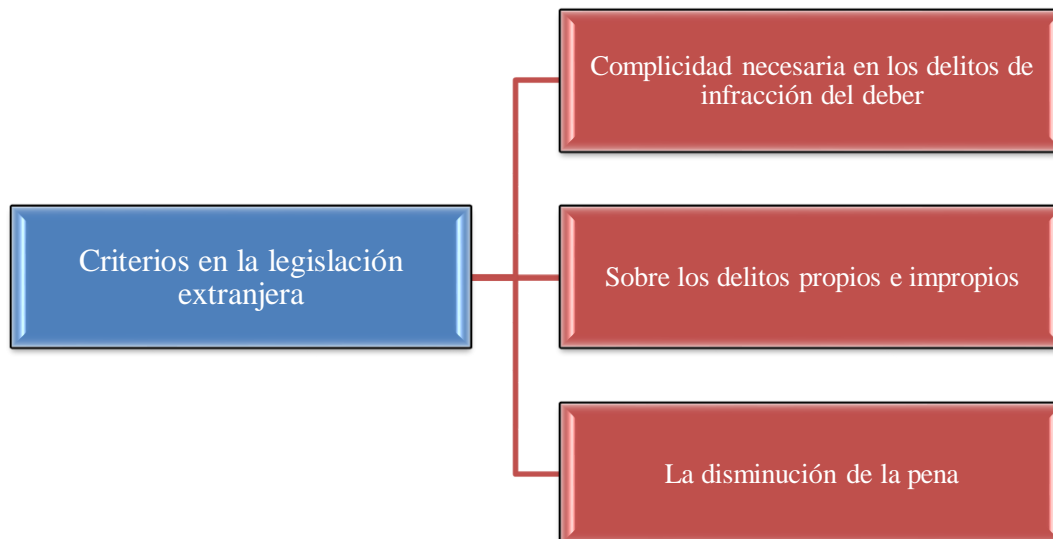 Complicidad necesaria en los delitos de
infracción del deber
Criterios en la legislación
extranjera
Sobre los delitos propios e impropios
La disminución de la pena